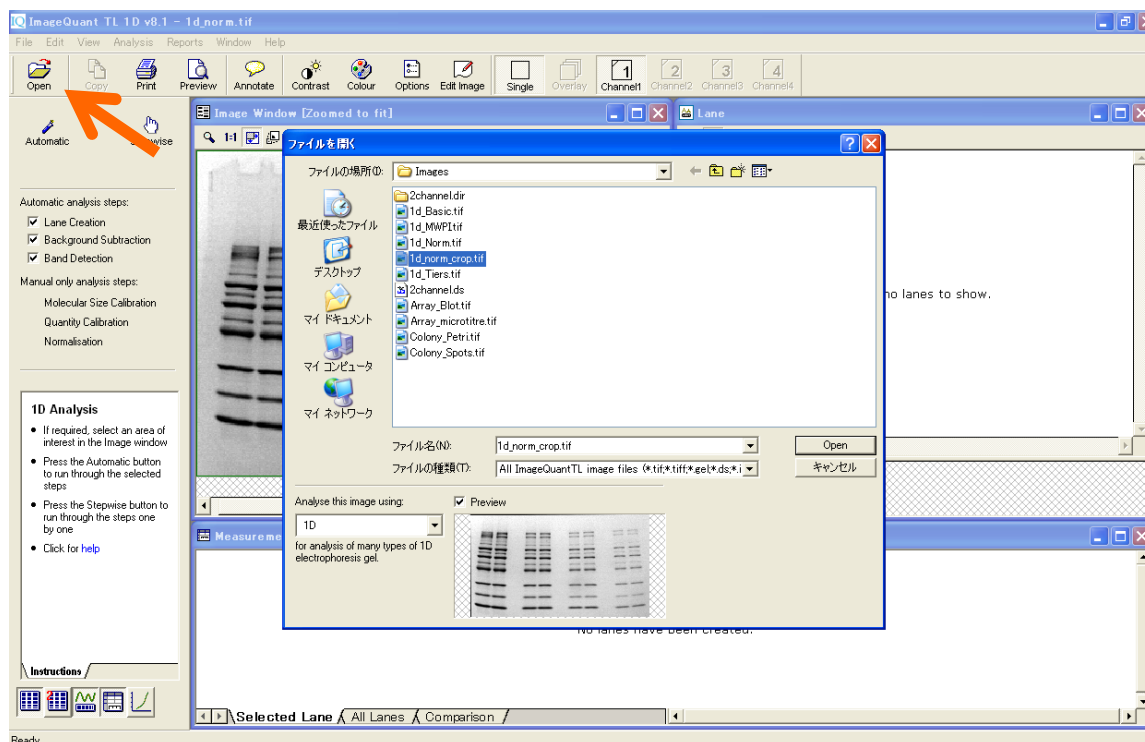 ImageQuant TL 1D v8.1 - 1d_norm.tif
File Edit View Analysis Reports Window Help
Open Copy Print Preview Annotate Contrast Colour Options Edit Image Single Overlay Channel1 Channel2 Channel3 Channel4
Automatic
Automatic analysis steps:
Lane Creation
Background Subtraction
Band Detection
Manual only analysis steps:
Molecular Size Calibration
Quantity Calibration
Normalisation
1D Analysis
If required, select an area of
interest in the Image window
Press the Automatic button
to run through the selected
steps
Press the Stepwise button to
run through the steps one
by one
Click for help
Instructions
Image Window [Zoomed to fit]
1:1
Lane
no lanes to show.
ファイルを開く
ファイルの場所(I):
Images
最近使ったファイル
デスクトップ
マイ ドキュメント
マイ コンピュータ
マイ ネットワーク
2channel.dir
1d_Basic.tif
1d_MWPI.tif
1d_Norm.tif
1d_norm_crop.tif
1d_Tiers.tif
2channel.ds
Array_Blot.tif
Array_microtitre.tif
Colony_Petri.tif
Colony_Spots.tif
ファイル名(N):
1d_norm_crop.tif
Open
ファイルの種類(T):
All ImageQuantTL image files (*.tif;*.tiff;*.gel;*.ds;*.i
キャンセル
Analyse this image using:
Preview
1D
for analysis of many types of 1D
electrophoresis gel.
Measureme
No lanes have been created.
Selected Lane All Lanes Comparison
Ready